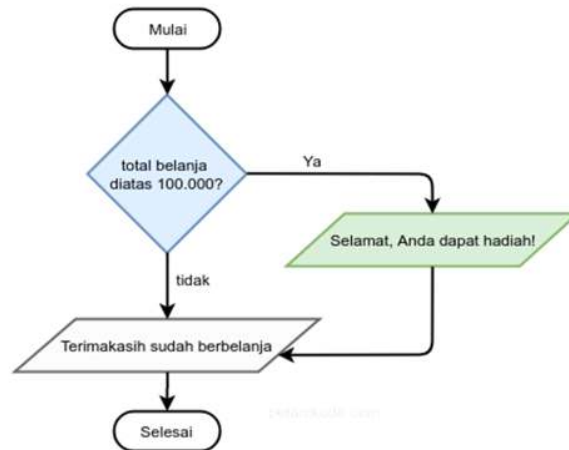 Mulai
total belanja
diatas 100.000?
Ya
Selamat, Anda dapat hadiah!
tidak
Terimakasih sudah berbelanja
Selesai